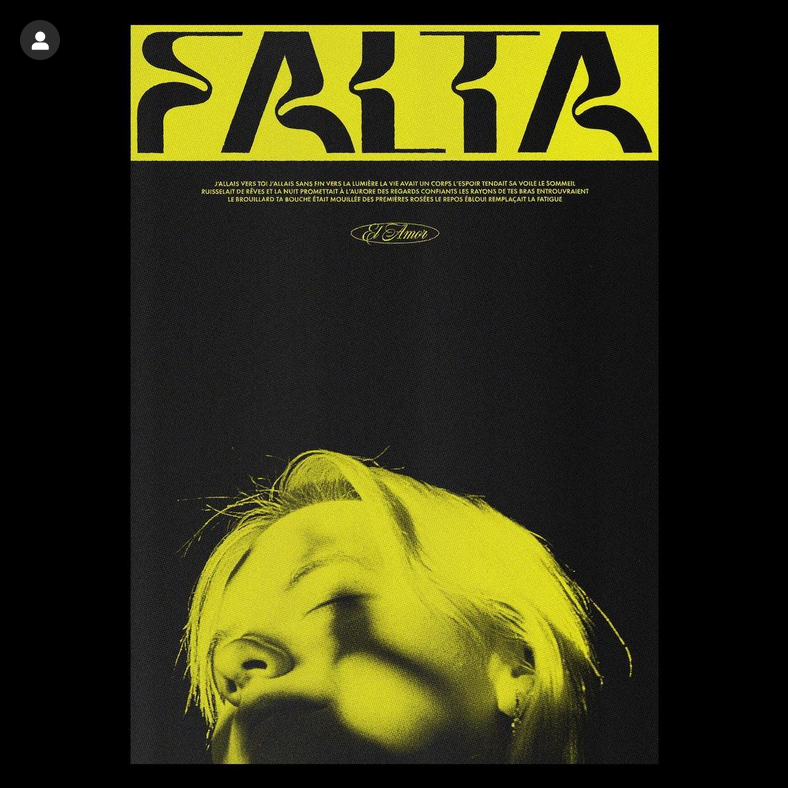 FALTA
J'ALLAIS VERS TOI J'ALLAIS SANS FIN VERS LA LUMIÈRE LA VIE AVAIT UN CORPS L'ESPOIR TENDAIT SA VOILE LE SOMMEIL
RUISSELAIT DE RÊVES ET LA NUIT PROMETTAIT À L'AURORE DES REGARDS CONFIANTS LES RAYONS DE TES BRAS ENTROUVRAIENT
LE BROUILLARD TA BOUCHE ÉTAIT MOUILLÉE DES PREMIÈRES ROSÉES LE REPOS ÉBLOUI REMPLAÇAIT LA FATIGUE
El Amor